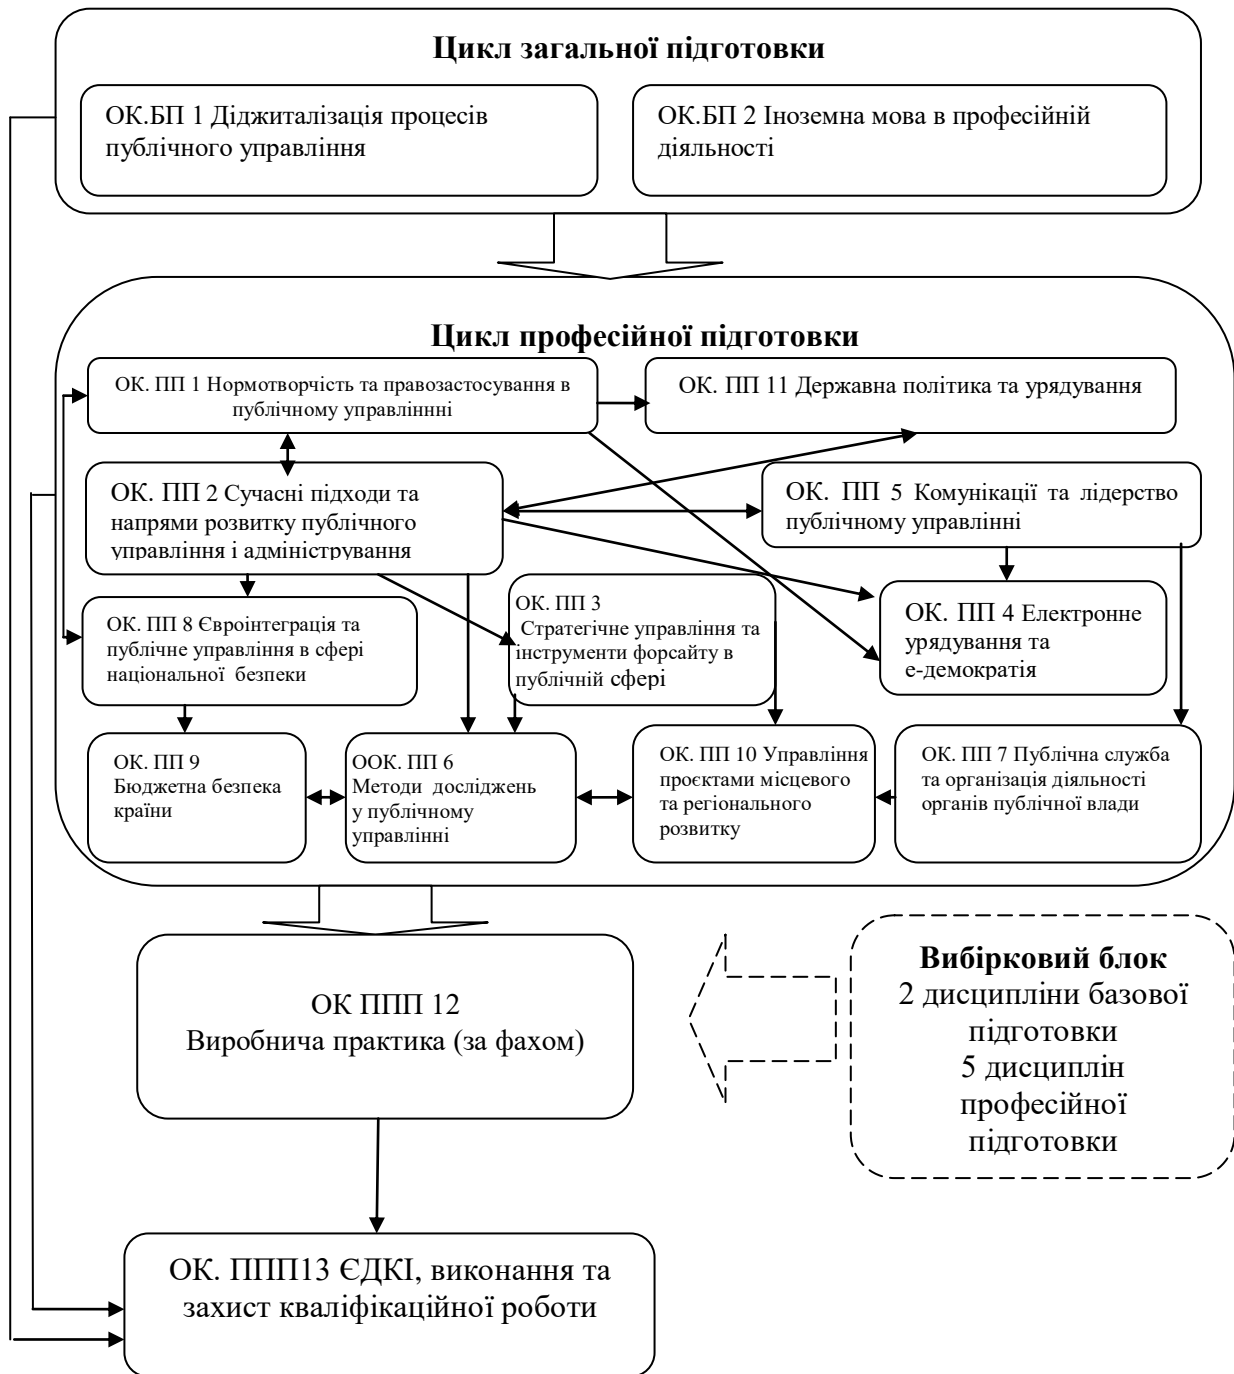 Цикл загальної підготовки
ОК.БП 1 Діджиталізація процесів
публічного управління
ОК.БП 2 Іноземна мова в професійній
діяльності
Цикл професійної підготовки
ОК. ПП 1 Нормотворчість та правозастосування в
публічному управліннні
ОК. ПП 11 Державна політика та урядування
ОК. ПП 2 Сучасні підходи та
напрями розвитку публічного
управління і адміністрування
ОК. ПП 5 Комунікації та лідерство
публічному управлінні
ОК. ПП 8 Євроінтеграція та
публічне управління в сфері
національної безпеки
ОК. ПП 3
Стратегічне управління та
інструменти форсайту в
публічній сфері
ОК. ПП 4 Електронне
урядування та
е-демократія
ОК. ПП 9
Бюджетна безпека
країни
ООК. ПП 6
Методи досліджень
у публічному
управлінні
ОК. ПП 10 Управління
проєктами місцевого
та регіонального
розвитку
ОК. ПП 7 Публічна служба
та організація діяльності
органів публічної влади
ОК ППП 12
Виробнича практика (за фахом)
Вибірковий блок
2 дисципліни базової
підготовки
5 дисциплін
професійної
підготовки
ОК. ППП13 ЄДКІ, виконання та
захист кваліфікаційної роботи